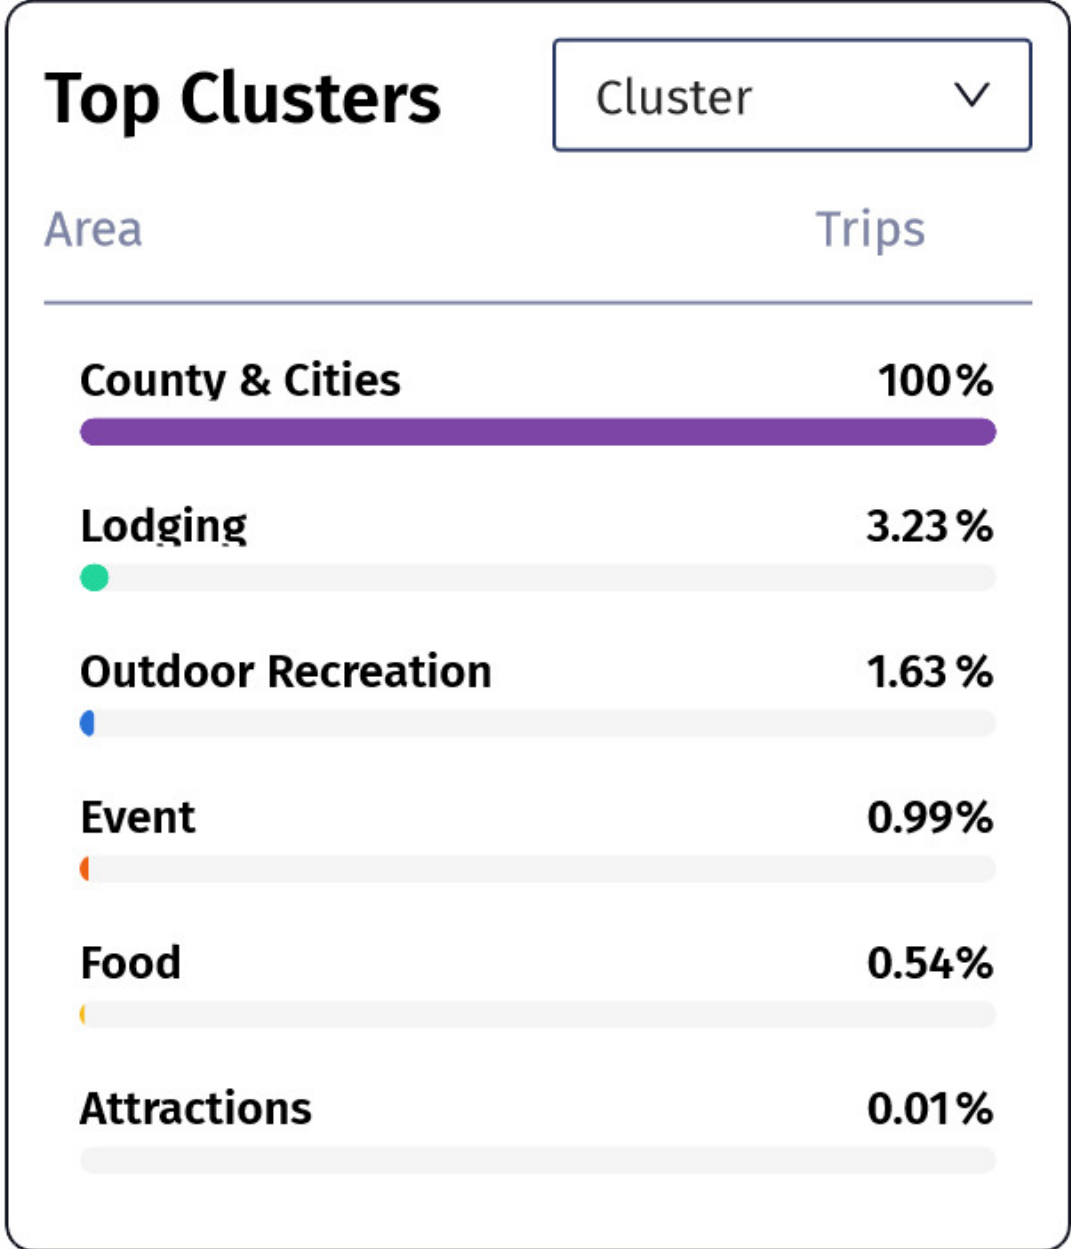 Top Clusters
Cluster
Area Trips
County & Cities 100%
Lodging 3.23%
Outdoor Recreation 1.63%
Event 0.99%
Food 0.54%
Attractions 0.01%